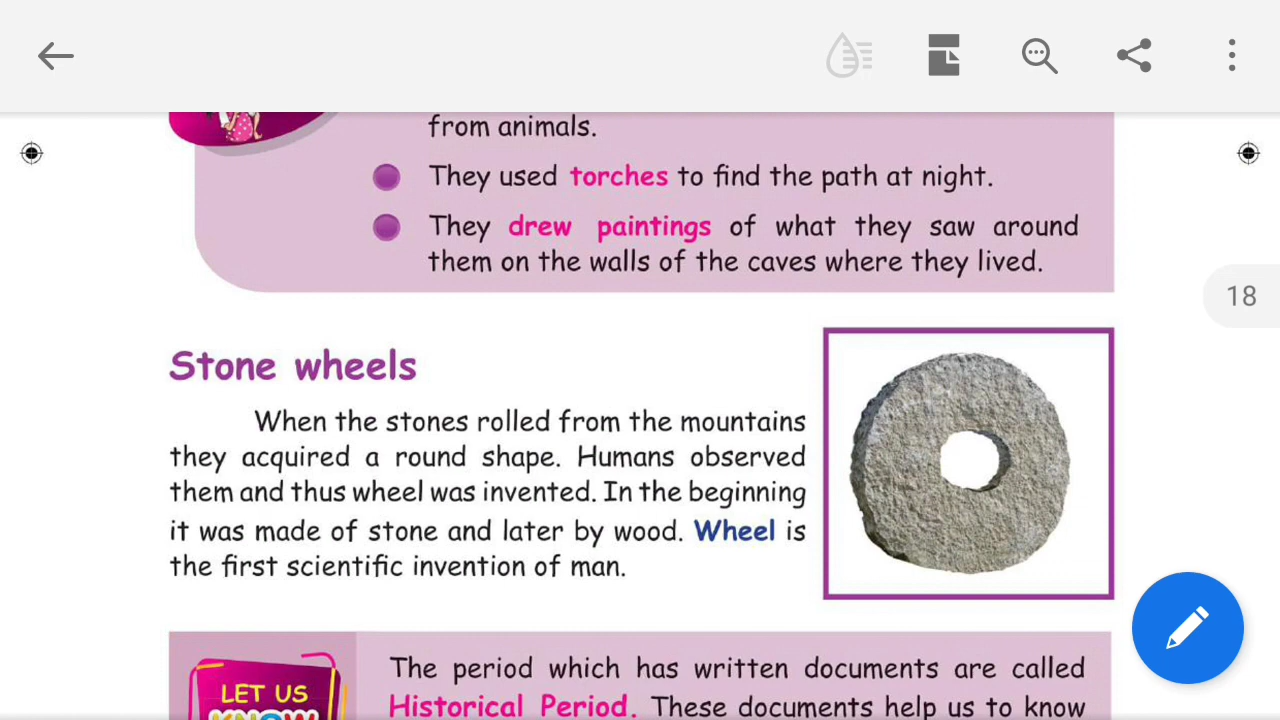 from animals.
They used torches to find the path at night.
They drew paintings of what they saw around
them on the walls of the caves where they lived.
18
Stone wheels
When the stones rolled from the mountains
they acquired a round shape. Humans observed
them and thus wheel was invented. In the beginning
it was made of stone and later by wood. Wheel is
the first scientific invention of man.
LET US
KNOW
The period which has written documents are called
Historical Period. These documents help us to know